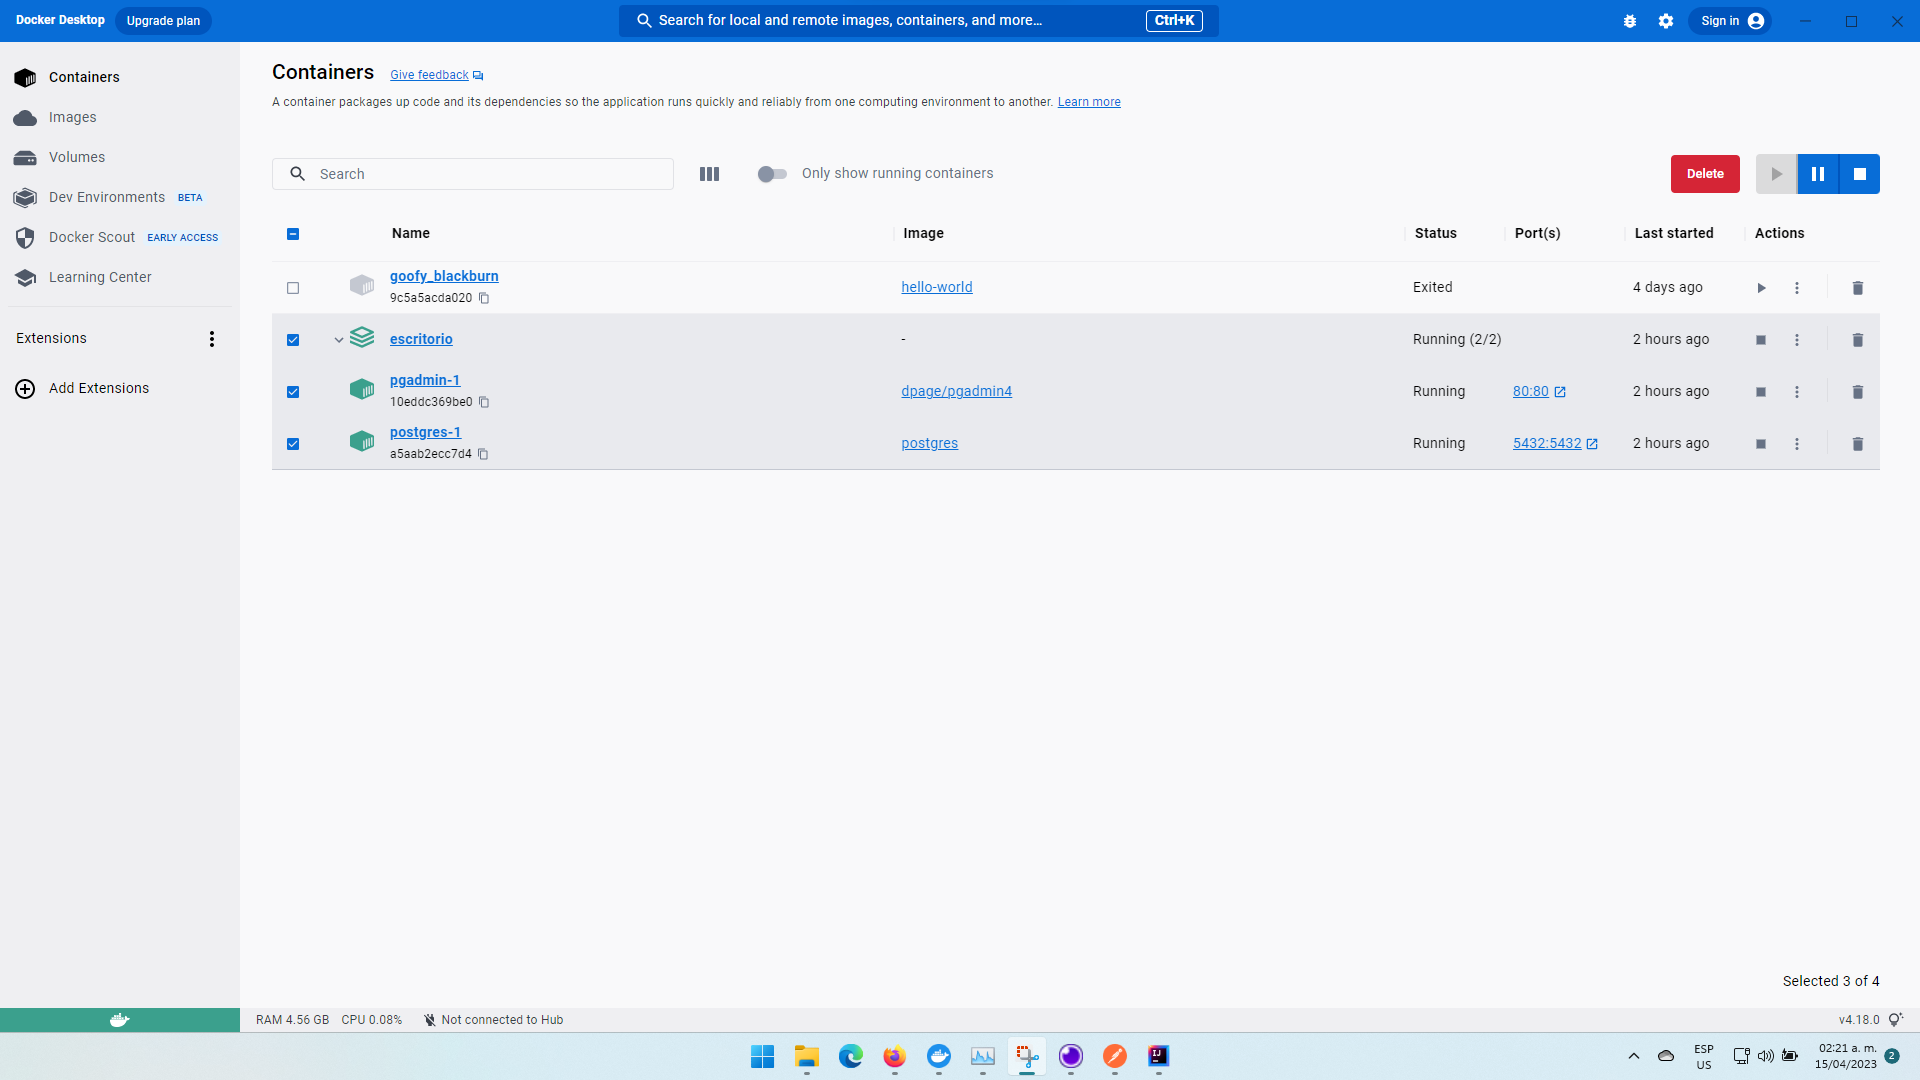 Docker Desktop Upgrade plan Search for local and remote images, containers, and more... Ctrl+K Sign in
Containers
Images
Volumes
Dev Environments BETA
Docker Scout EARLY ACCESS
Learning Center
Extensions
Add Extensions
Containers Give feedback
A container packages up code and its dependencies so the application runs quickly and reliably from one computing environment to another. Learn more
Search Only show running containers Delete
Name Image Status Port(s) Last started Actions
goofy_blackburn
9c5a5acda020 hello-world Exited 4 days ago
escritorio - Running (2/2) 2 hours ago
pgadmin-1
10eddc369be0 dpage/pgadmin4 Running 80:80 2 hours ago
postgres-1
a5aab2ecc7d4 postgres Running 5432:5432 2 hours ago
Selected 3 of 4
RAM 4.56 GB CPU 0.08% Not connected to Hub v4.18.0
ESP
US
02:21 a. m.
15/04/2023
2
IJ